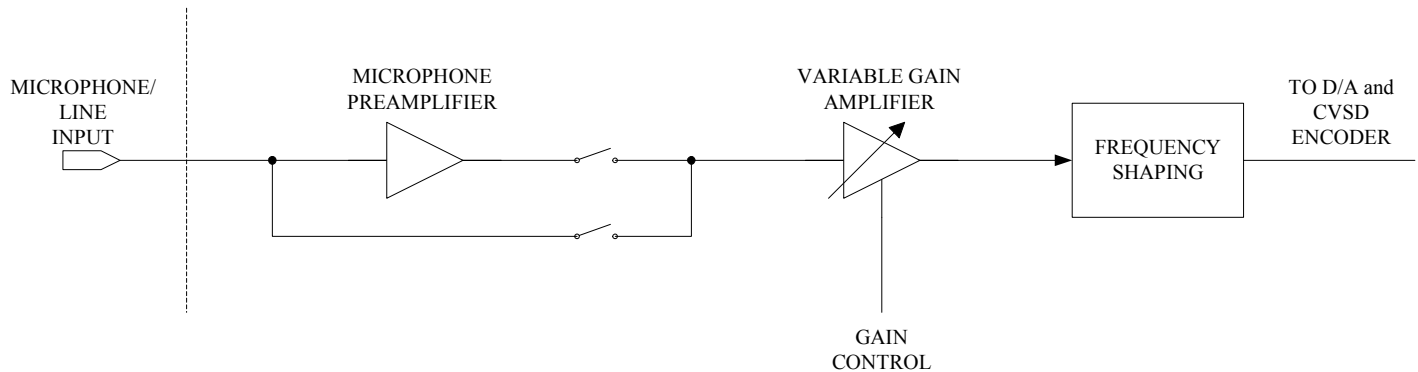 MICROPHONE/
LINE
INPUT
MICROPHONE
PREAMPLIFIER
VARIABLE GAIN
AMPLIFIER
GAIN
CONTROL
FREQUENCY
SHAPING
TO D/A and
CVSD
ENCODER